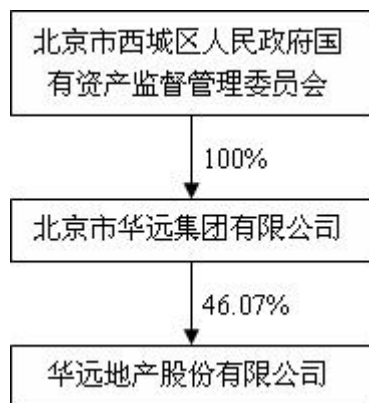 北京市西城区人民政府国
有资产监督管理委员会
100%
北京市华远集团有限公司
46.07%
华远地产股份有限公司